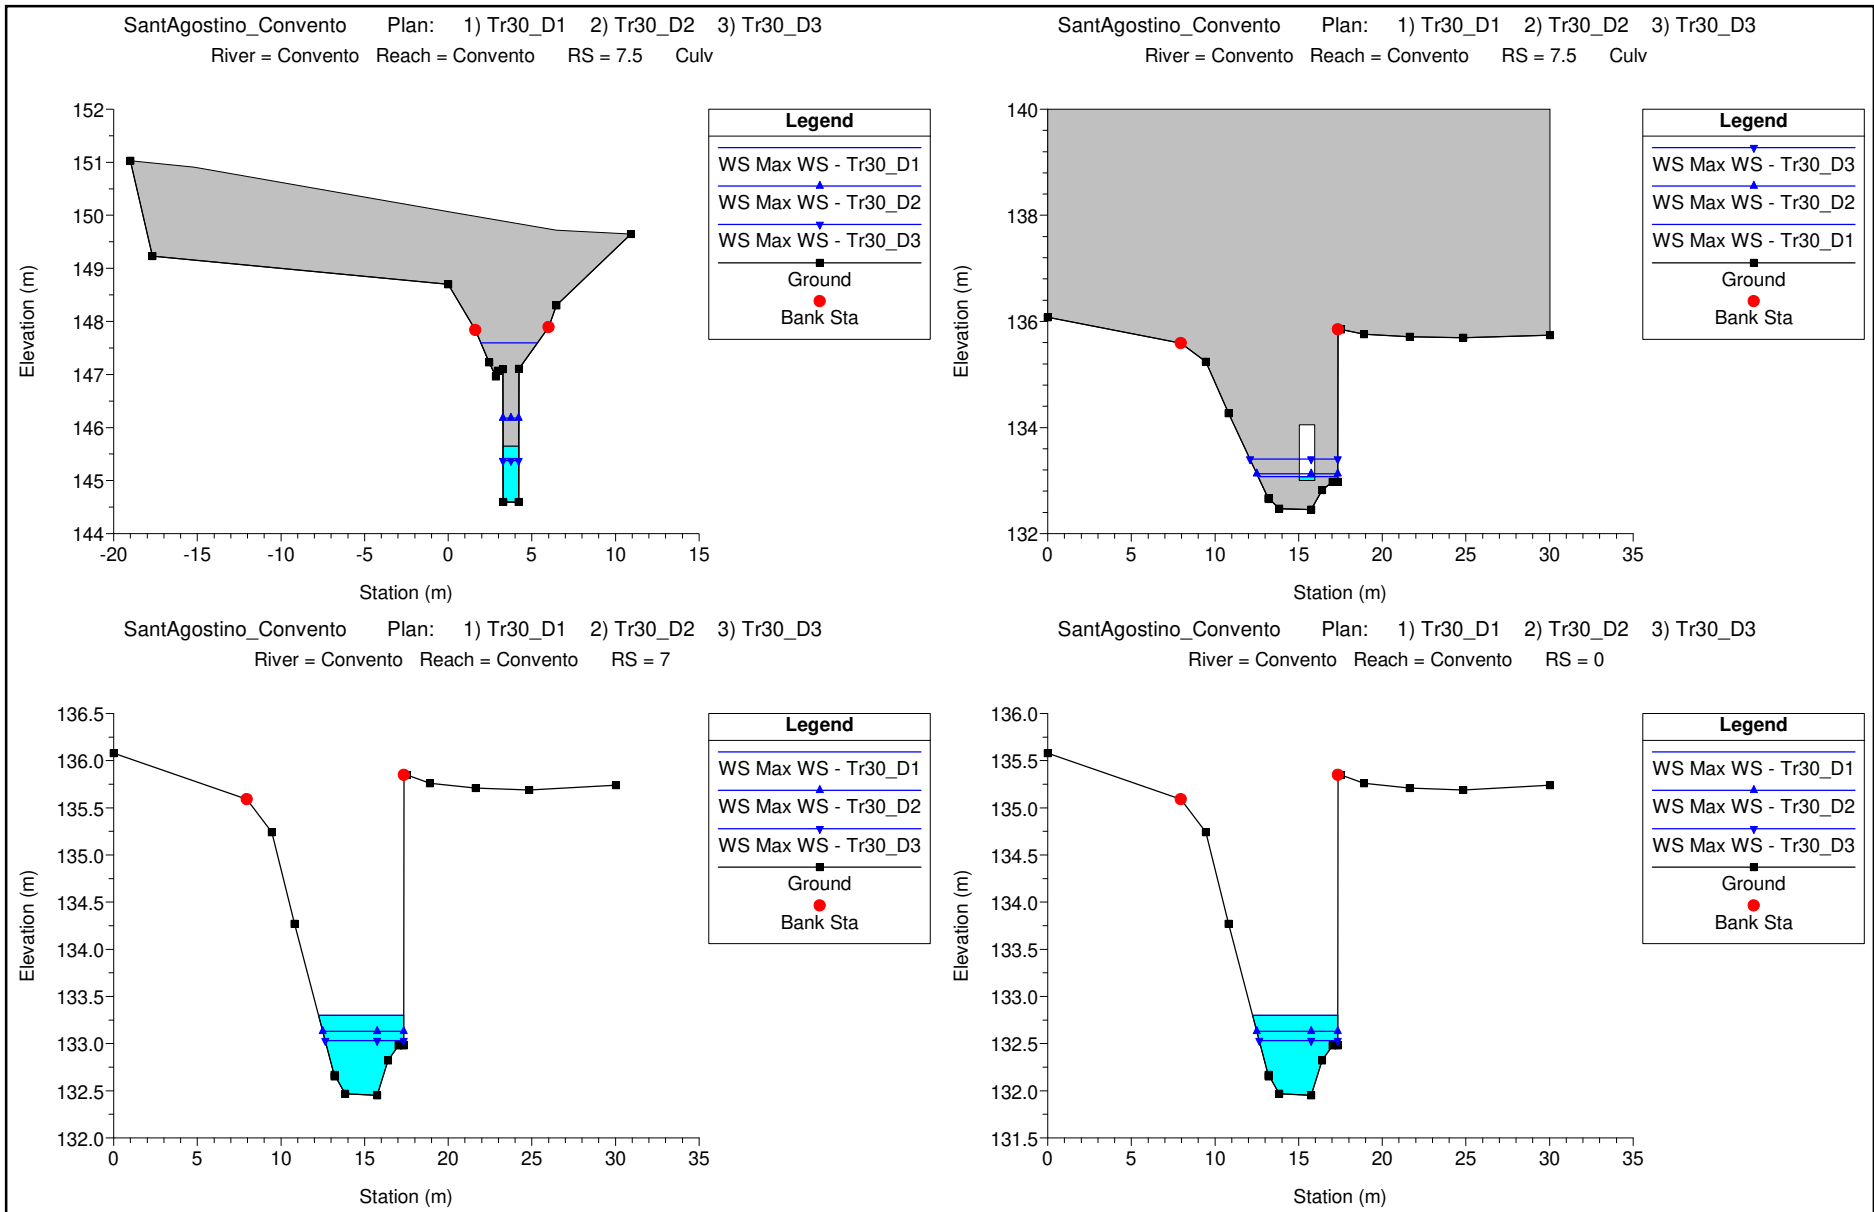 SantAgostino_Convento Plan: 1) Tr30_D1 2) Tr30_D2 3) Tr30_D3
River = Convento Reach = Convento RS = 7.5 Culv
152
151
150
149
148
147
146
145
144
-20 -15 -10 -5 0 5 10 15
Elevation (m)
Station (m)
Legend
WS Max WS - Tr30_D1
WS Max WS - Tr30_D2
WS Max WS - Tr30_D3
Ground
Bank Sta
SantAgostino_Convento Plan: 1) Tr30_D1 2) Tr30_D2 3) Tr30_D3
River = Convento Reach = Convento RS = 7.5 Culv
140
138
136
134
132
0 5 10 15 20 25 30 35
Elevation (m)
Station (m)
Legend
WS Max WS - Tr30_D3
WS Max WS - Tr30_D2
WS Max WS - Tr30_D1
Ground
Bank Sta
SantAgostino_Convento Plan: 1) Tr30_D1 2) Tr30_D2 3) Tr30_D3
River = Convento Reach = Convento RS = 7
136.5
136.0
135.5
135.0
134.5
134.0
133.5
133.0
132.5
132.0
0 5 10 15 20 25 30 35
Elevation (m)
Station (m)
Legend
WS Max WS - Tr30_D1
WS Max WS - Tr30_D2
WS Max WS - Tr30_D3
Ground
Bank Sta
SantAgostino_Convento Plan: 1) Tr30_D1 2) Tr30_D2 3) Tr30_D3
River = Convento Reach = Convento RS = 0
136.0
135.5
135.0
134.5
134.0
133.5
133.0
132.5
132.0
131.5
0 5 10 15 20 25 30 35
Elevation (m)
Station (m)
Legend
WS Max WS - Tr30_D1
WS Max WS - Tr30_D2
WS Max WS - Tr30_D3
Ground
Bank Sta